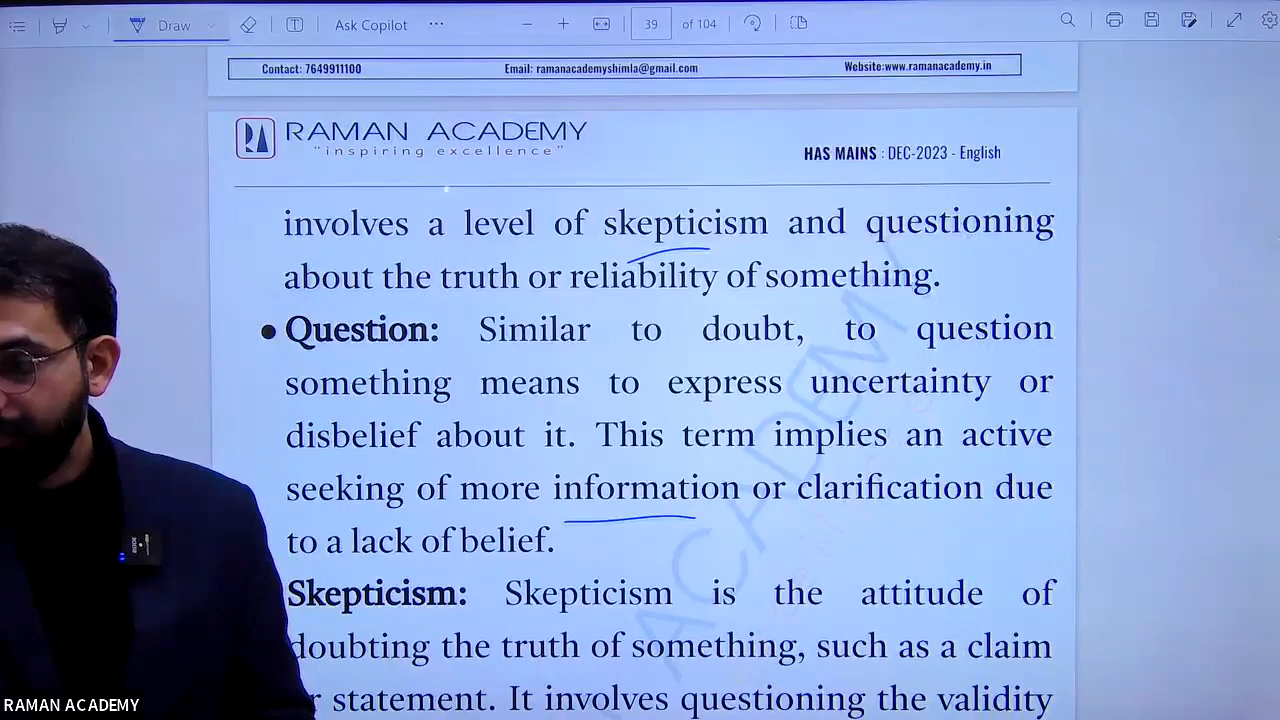 Draw
Ask Copilot
39 of 104
Contact: 7649911100 Email: ramanacademyshimla@gmail.com Website:www.ramanacademy.in
RAMAN ACADEMY
"inspiring excellence"
HAS MAINS : DEC-2023 - English
involves a level of skepticism and questioning
about the truth or reliability of something.
• Question: Similar to doubt, to question
something means to express uncertainty or
disbelief about it. This term implies an active
seeking of more information or clarification due
to a lack of belief.
Skepticism: Skepticism is the attitude of
doubting the truth of something, such as a claim
r statement. It involves questioning the validity
ACADEM
RAMAN ACADEMY